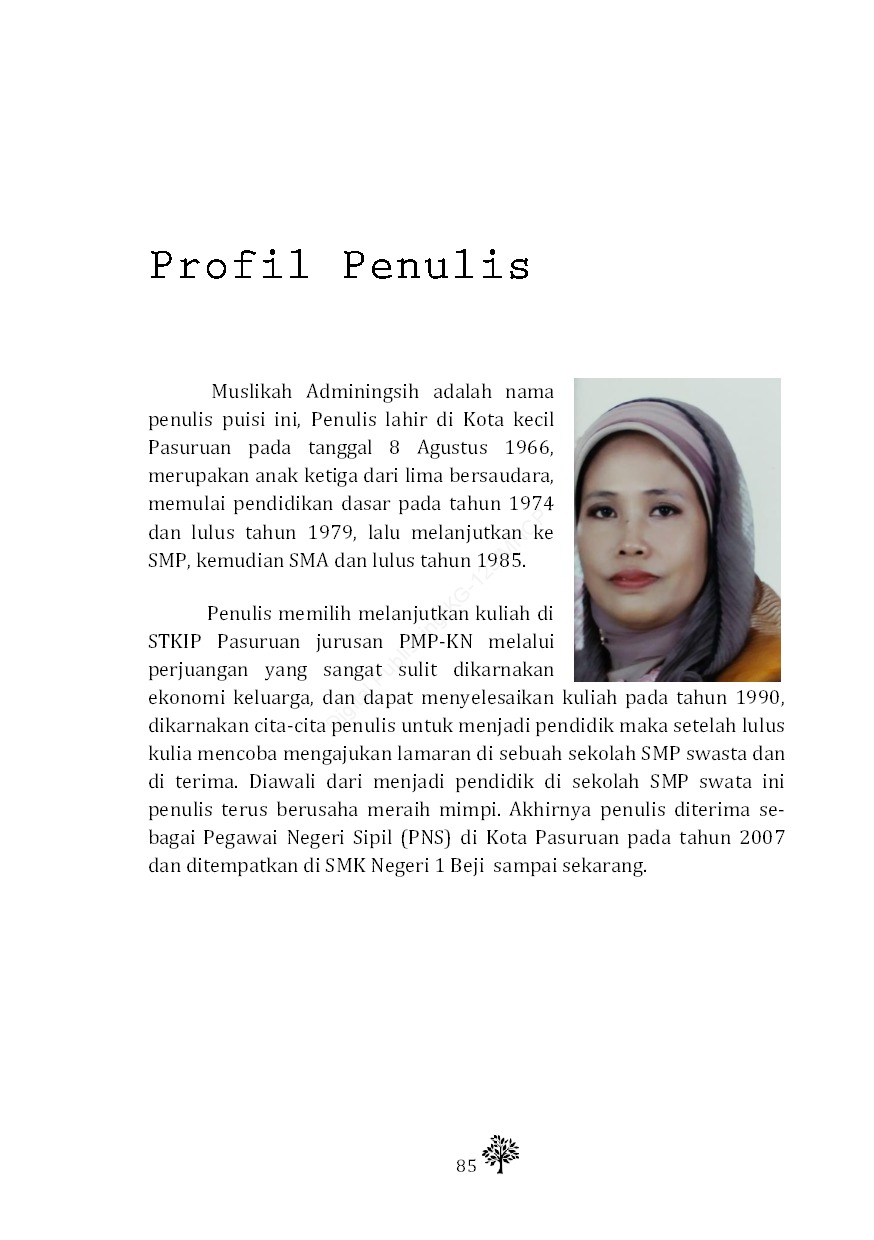 Profil Penulis
Muslikah Adminingsih adalah nama
penulis puisi ini, Penulis lahir di Kota kecil
Pasuruan pada tanggal 8 Agustus 1966,
merupakan anak ketiga dari lima bersaudara,
memulai pendidikan dasar pada tahun 1974
dan lulus tahun 1979, lalu melanjutkan ke
SMP, kemudian SMA dan lulus tahun 1985.
Penulis memilih melanjutkan kuliah di
STKIP Pasuruan jurusan PMP-KN melalui
perjuangan yang sangat sulit dikarnakan
ekonomi keluarga, dan dapat menyelesaikan kuliah pada tahun 1990,
dikarnakan cita-cita penulis untuk menjadi pendidik maka setelah lulus
kulia mencoba mengajukan lamaran di sebuah sekolah SMP swasta dan
di terima. Diawali dari menjadi pendidik di sekolah SMP swata ini
penulis terus berusaha meraih mimpi. Akhirnya penulis diterima se-
bagai Pegawai Negeri Sipil (PNS) di Kota Pasuruan pada tahun 2007
dan ditempatkan di SMK Negeri 1 Beji sampai sekarang.
85